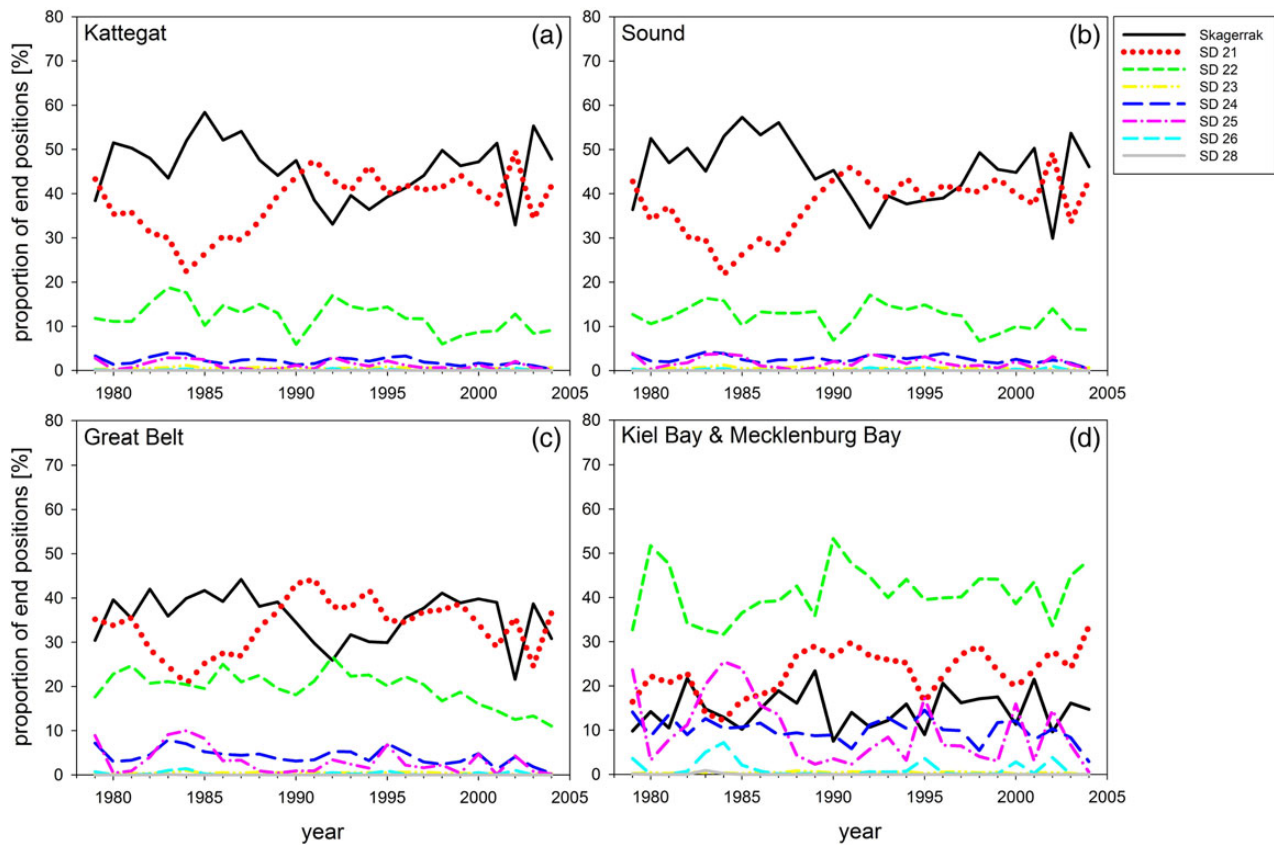 Kattegat
(a)
80
70
60
50
40
30
20
10
0
1980 1985 1990 1995 2000 2005
proportion of end positions [%]
Sound
(b)
80
70
60
50
40
30
20
10
0
1980 1985 1990 1995 2000 2005
Skagerrak
SD 21
SD 22
SD 23
SD 24
SD 25
SD 26
SD 28
Great Belt
(c)
80
70
60
50
40
30
20
10
0
1980 1985 1990 1995 2000 2005
proportion of end positions [%]
year
Kiel Bay & Mecklenburg Bay
(d)
80
70
60
50
40
30
20
10
0
1980 1985 1990 1995 2000 2005
year